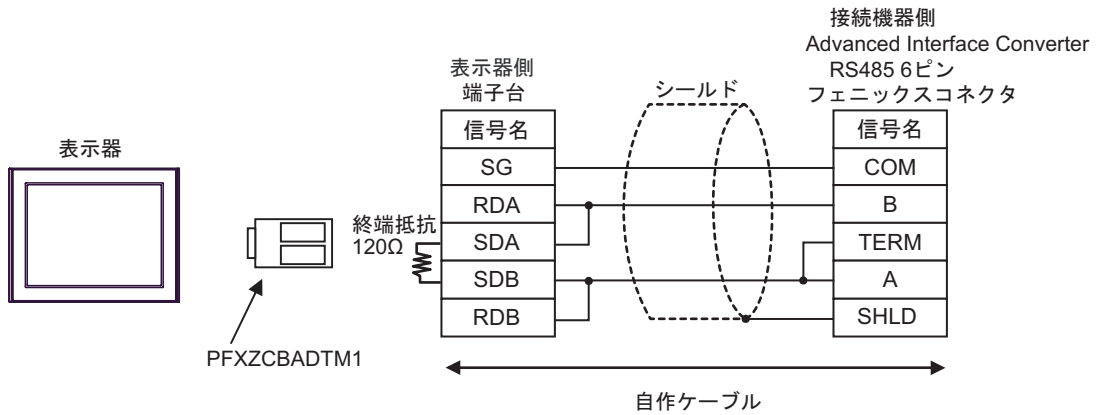 接続機器側
Advanced Interface Converter
RS485 6ピン
フェニックスコネクタ
表示器側
端子台
シールド
表示器
信号名
信号名
SG
COM
RDA
B
終端抵抗
120Ω
SDA
TERM
SDB
A
RDB
SHLD
PFXZCBADTM1
自作ケーブル